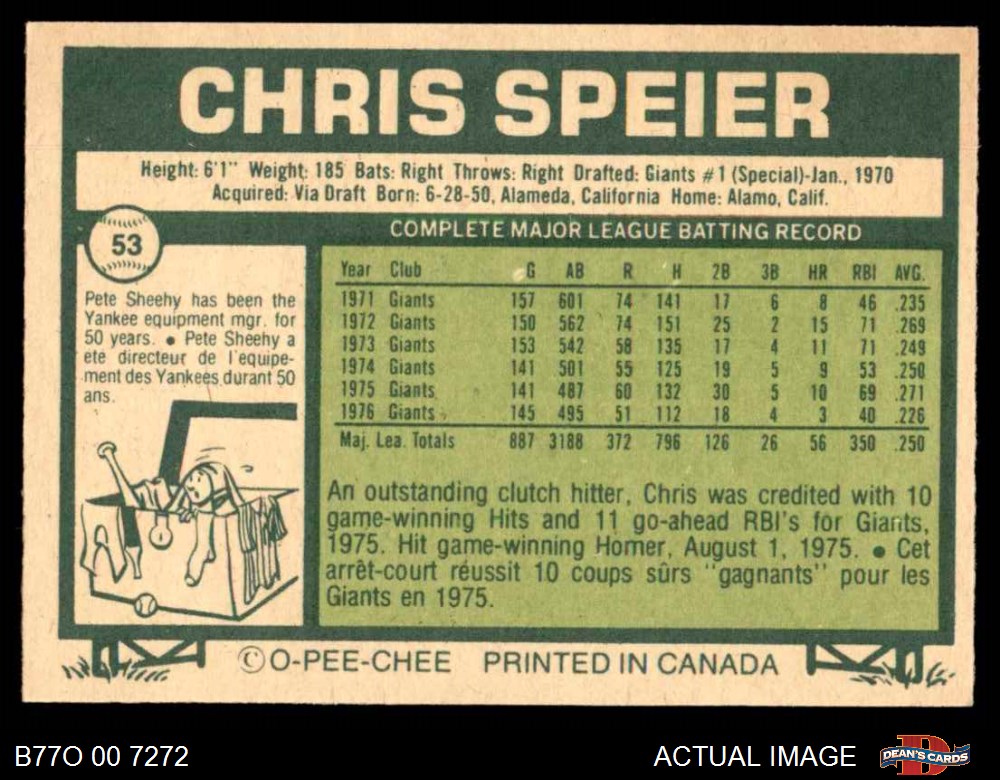 CHRIS SPEIER
Height: 6'1" Weight: 185 Bats: Right Throws: Right Drafted: Giants #1 (Special)-Jan., 1970
Acquired: Via Draft Born: 6-28-50, Alameda, California Home: Alamo, Calif.
53
Pete Sheehy has been the
Yankee equipment mgr. for
50 years. ● Pete Sheehy a
ete directeur de l'equipe-
ment des Yankees durant 50
ans.
COMPLETE MAJOR LEAGUE BATTING RECORD
Year Club G AB R H 2B 3B HR RBI AVG.
1971 Giants 157 601 74 141 17 6 8 46 .235
1972 Giants 150 562 74 151 25 2 15 71 .269
1973 Giants 153 542 58 135 17 4 11 71 .249
1974 Giants 141 501 55 125 19 5 9 53 .250
1975 Giants 141 487 60 132 30 5 10 69 .271
1976 Giants 145 495 51 112 18 4 3 40 .226
Maj. Lea. Totals 887 3188 372 796 126 26 56 350 .250
An outstanding clutch hitter, Chris was credited with 10
game-winning Hits and 11 go-ahead RBI's for Giants,
1975. Hit game-winning Homer, August 1, 1975. ● Cet
arrêt-court réussit 10 coups sûrs "gagnants" pour les
Giants en 1975.
© O-PEE-CHEE PRINTED IN CANADA
B77O 00 7272
ACTUAL IMAGE
DEAN'S CARDS